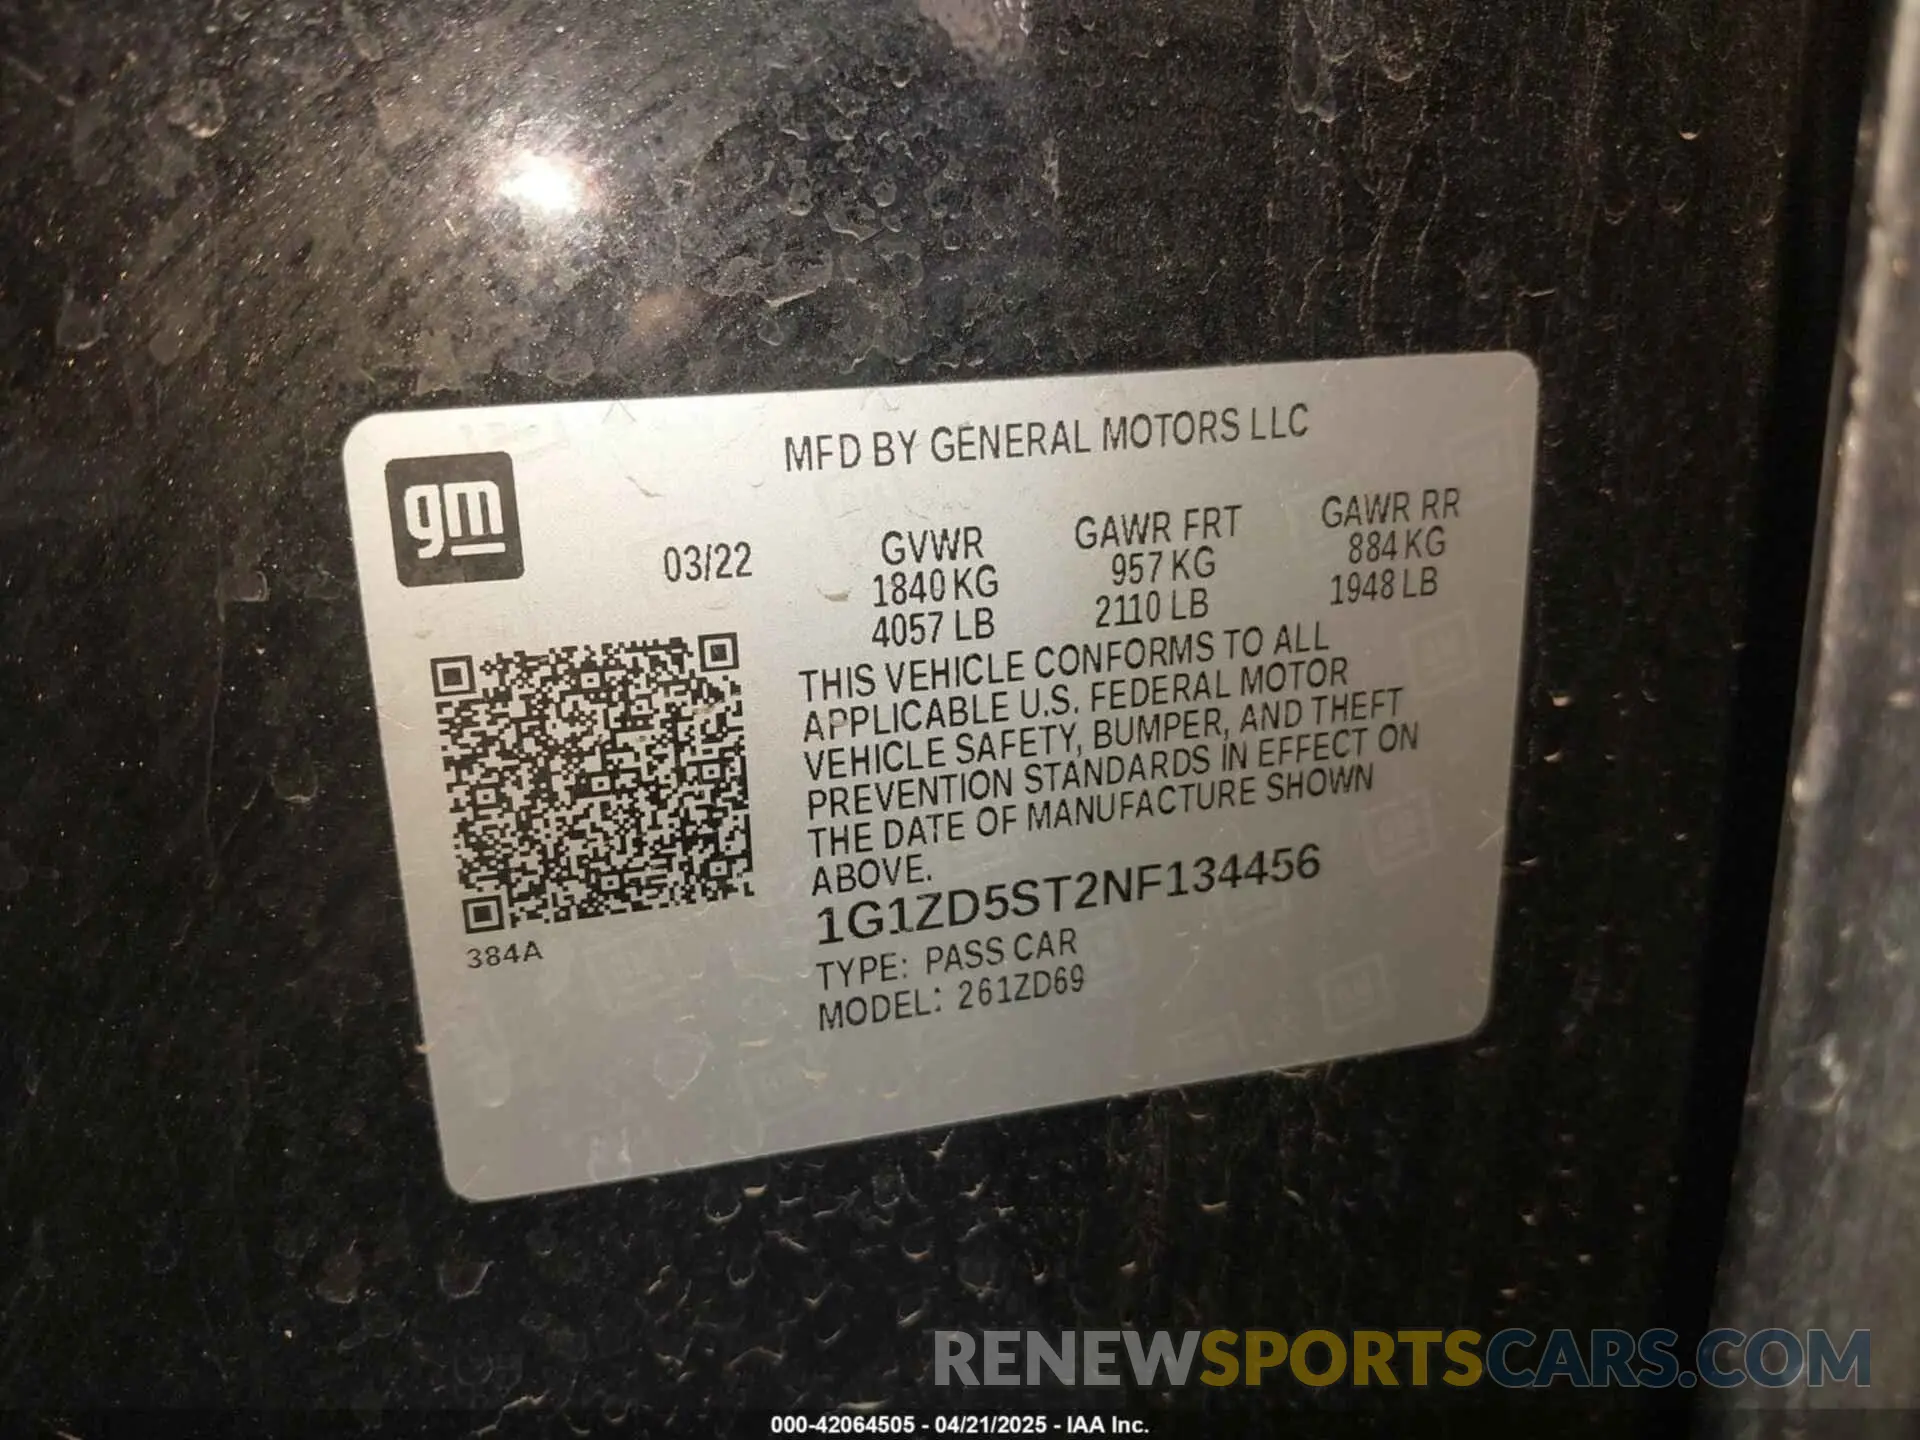 MFD BY GENERAL MOTORS LLC
gm
03/22 GVWR GAWR FRT GAWR RR
1840 KG 957 KG 884 KG
4057 LB 2110 LB 1948 LB
THIS VEHICLE CONFORMS TO ALL
APPLICABLE U.S. FEDERAL MOTOR
VEHICLE SAFETY, BUMPER, AND THEFT
PREVENTION STANDARDS IN EFFECT ON
THE DATE OF MANUFACTURE SHOWN
ABOVE.
1G1ZD5ST2NF134456
384A
TYPE: PASS CAR
MODEL: 261ZD69
RENEWSPORTSCARS.COM
000-42064505 - 04/21/2025 - IAA Inc.